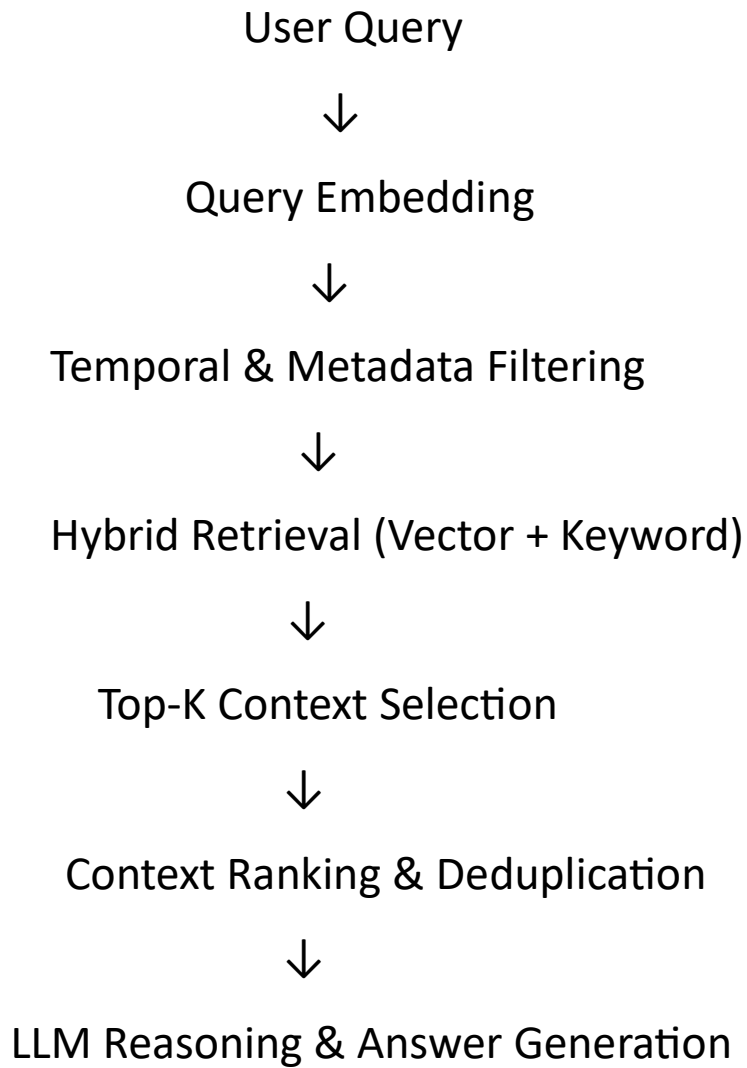 User Query
↓
Query Embedding
↓
Temporal & Metadata Filtering
↓
Hybrid Retrieval (Vector + Keyword)
↓
Top-K Context Selection
↓
Context Ranking & Deduplication
↓
LLM Reasoning & Answer Generation